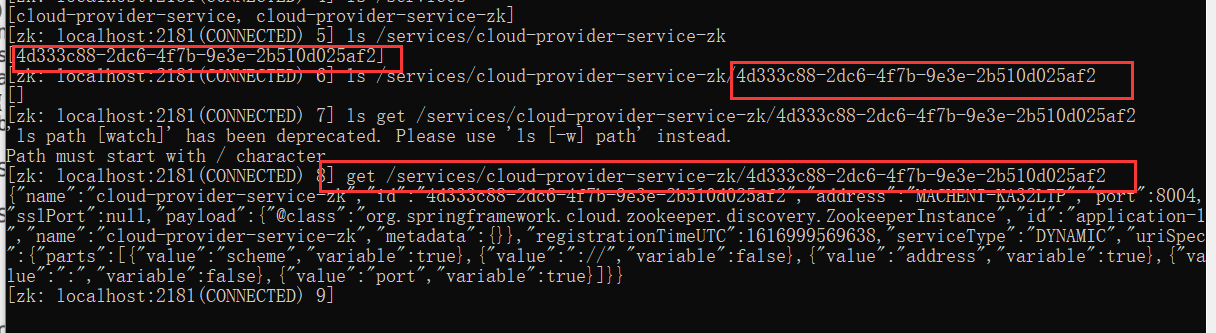 [cloud-provider-service, cloud-provider-service-zk]
[zk: localhost:2181(CONNECTED) 5] ls /services/cloud-provider-service-zk
[4d333c88-2dc6-4f7b-9e3e-2b510d025af2]
[zk: localhost:2181(CONNECTED) 6] ls /services/cloud-provider-service-zk/4d333c88-2dc6-4f7b-9e3e-2b510d025af2
[]
[zk: localhost:2181(CONNECTED) 7] ls get /services/cloud-provider-service-zk/4d333c88-2dc6-4f7b-9e3e-2b510d025af2
'ls path [watch]' has been deprecated. Please use 'ls [-w] path' instead.
Path must start with / character
[zk: localhost:2181(CONNECTED) 8] get /services/cloud-provider-service-zk/4d333c88-2dc6-4f7b-9e3e-2b510d025af2
{"name":"cloud-provider-service-zk","id":"4d333c88-2dc6-4f7b-9e3e-2b510d025af2","address":"MACHENI-KA32LTP","port":8004,
"sslPort":null,"payload":{"@class":"org.springframework.cloud.zookeeper.discovery.ZookeeperInstance","id":"application-1
","name":"cloud-provider-service-zk","metadata":{}},"registrationTimeUTC":1616999569638,"serviceType":"DYNAMIC","uriSpec
":{"parts":[{"value":"scheme","variable":true},{"value":"://","variable":false},{"value":"address","variable":true},{"va
lue":":","variable":false},{"value":"port","variable":true}]}}
[zk: localhost:2181(CONNECTED) 9]